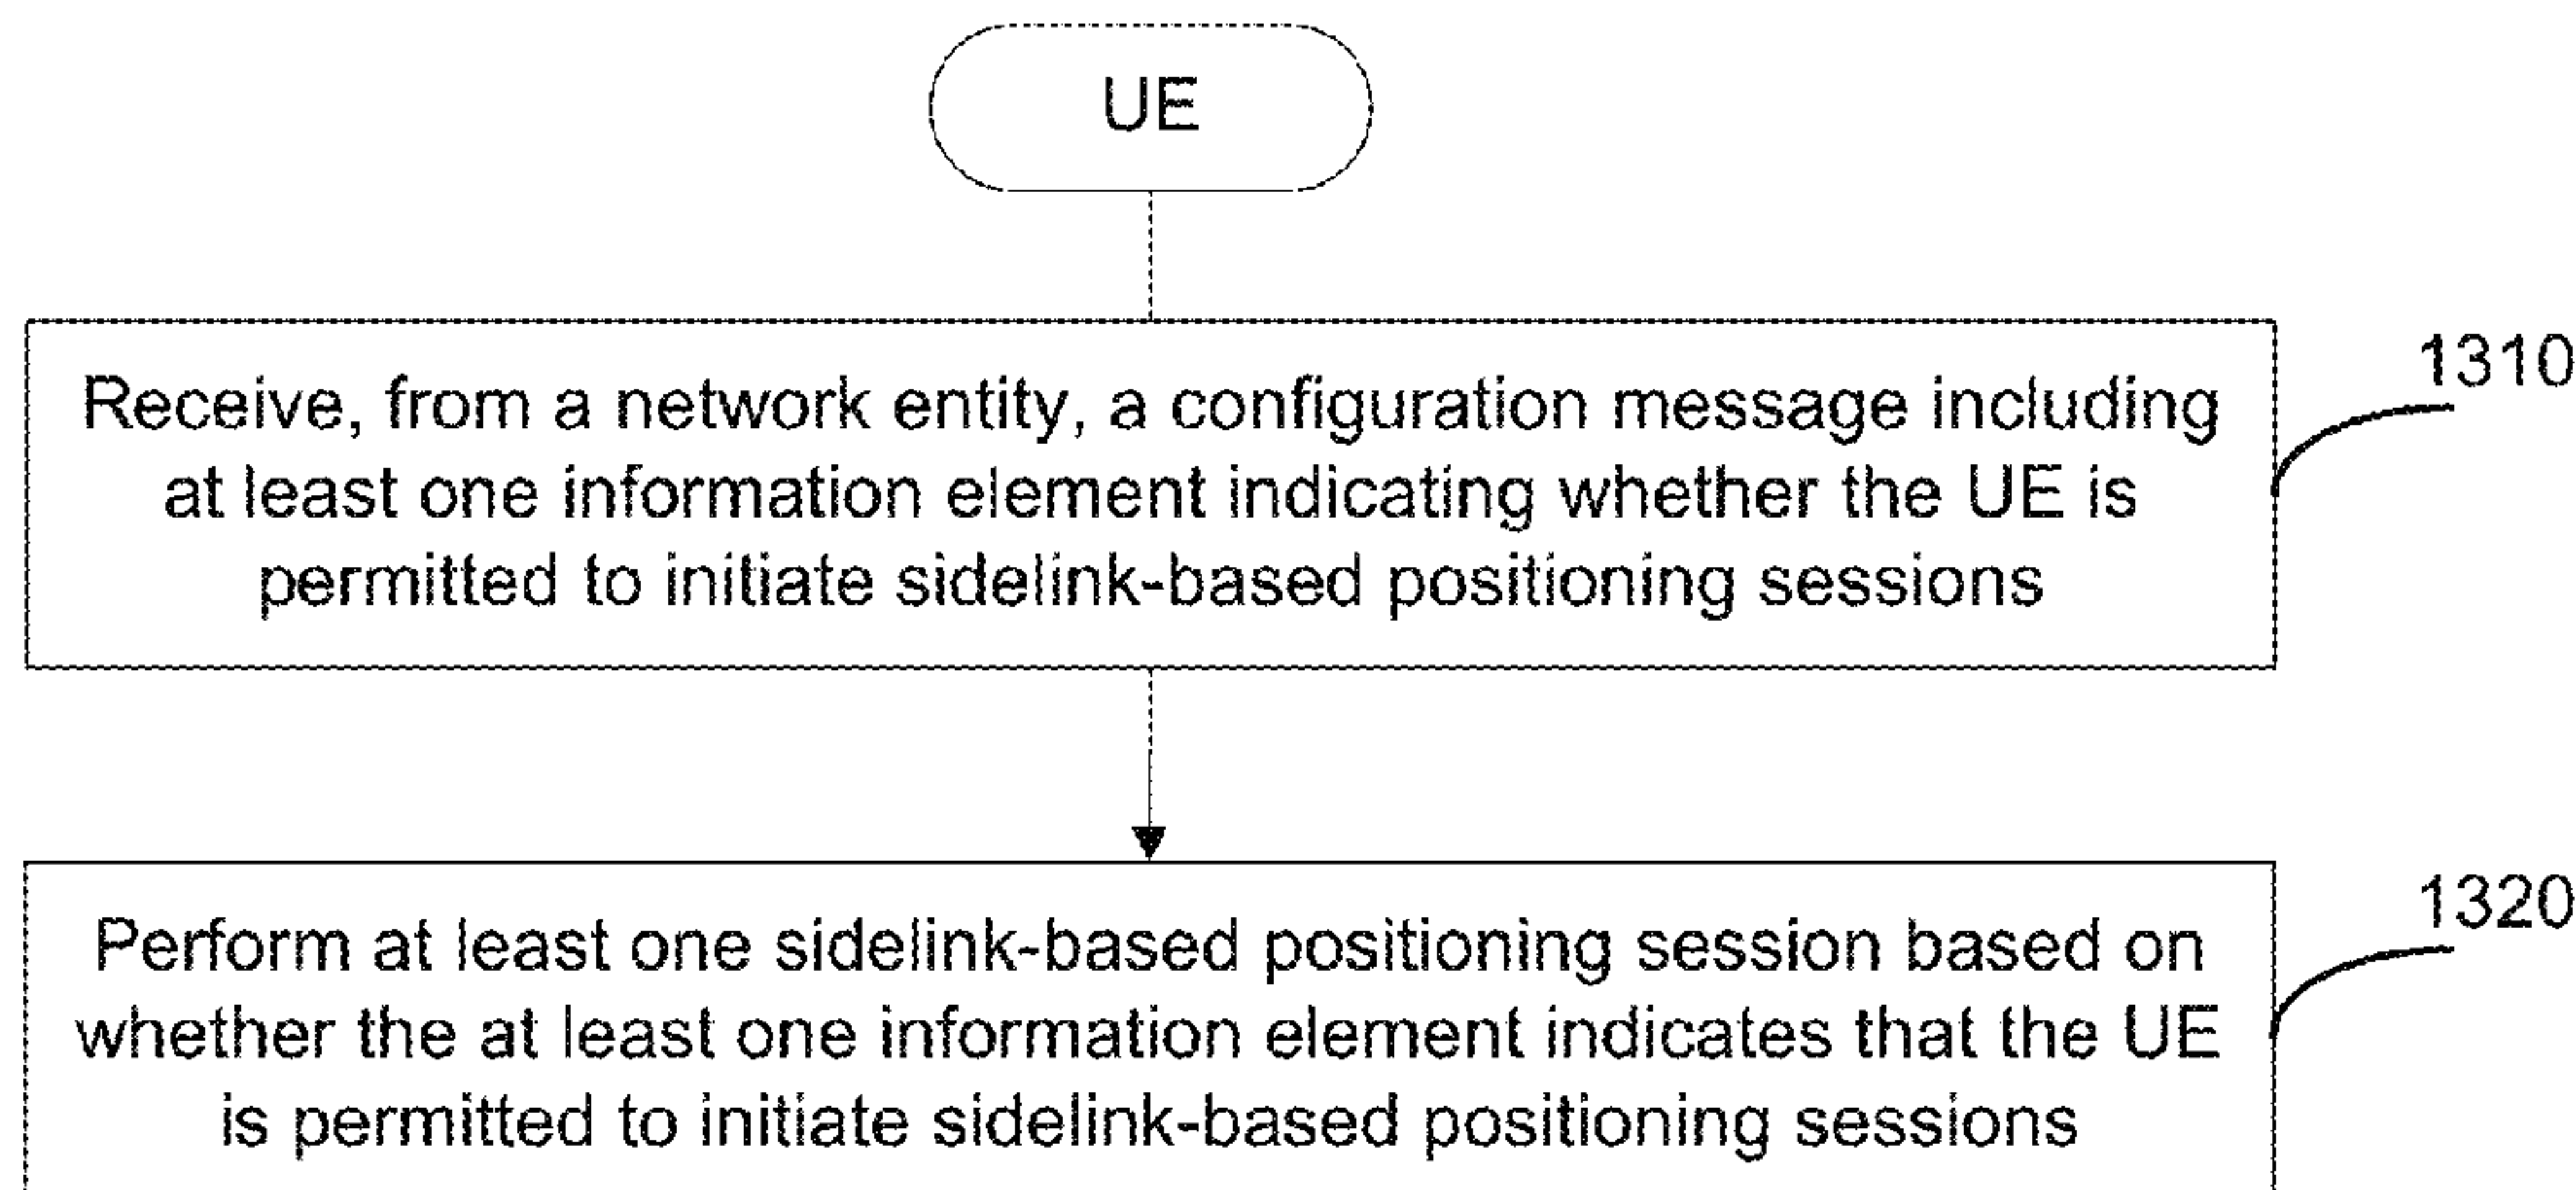 UE
Receive, from a network entity, a configuration message including
at least one information element indicating whether the UE is
permitted to initiate sidelink-based positioning sessions
1310
Perform at least one sidelink-based positioning session based on
whether the at least one information element indicates that the UE
is permitted to initiate sidelink-based positioning sessions
1320